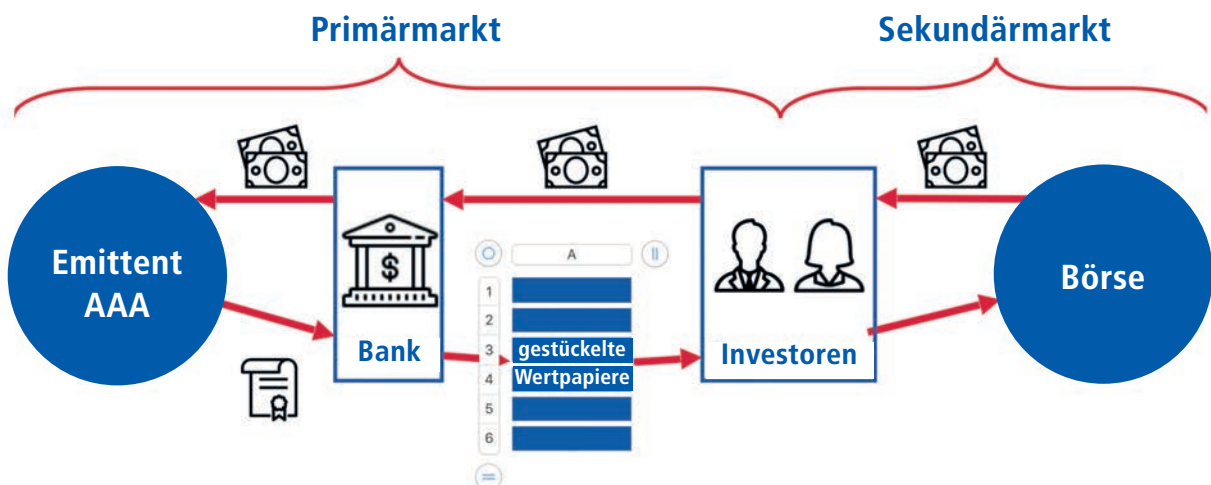 Primärmarkt
Sekundärmarkt
Emittent
AAA
$
Bank
A
1
2
3
4
5
6
gestückelte
Wertpapiere
Investoren
Börse